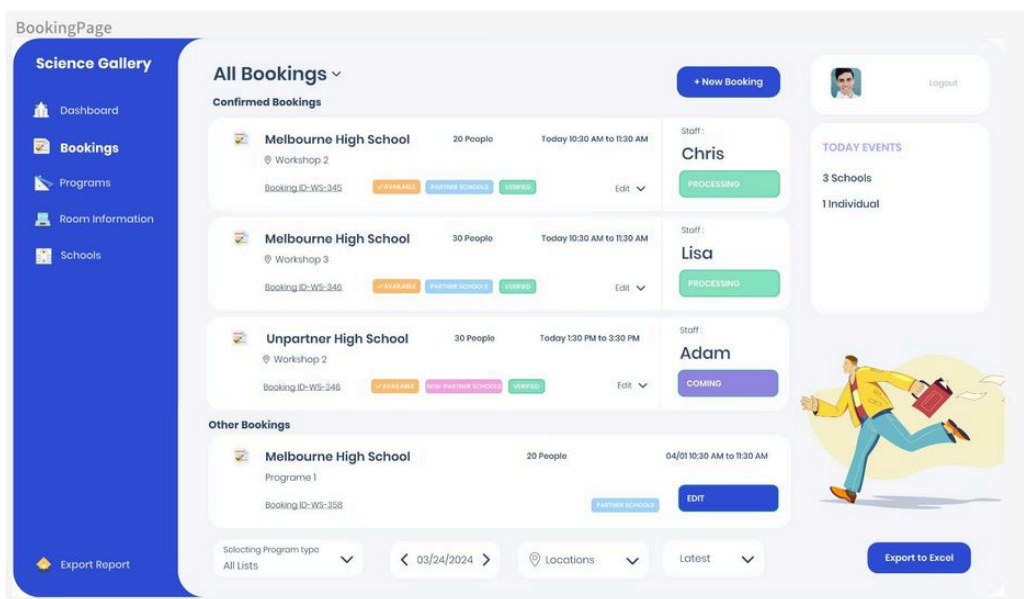 BookingPage
Science Gallery
Dashboard
Bookings
Programs
Room Information
Schools
Export Report
All Bookings
+ New Booking
Confirmed Bookings
Melbourne High School 20 People Today 10:30 AM to 11:30 AM
Workshop 2
Booking ID-WS-345 AVAILABLE PARTNER SCHOOLS VERIFIED Edit
Staff :
Chris
PROCESSING
Melbourne High School 30 People Today 10:30 AM to 11:30 AM
Workshop 3
Booking ID-WS-346 AVAILABLE PARTNER SCHOOLS VERIFIED Edit
Staff :
Lisa
PROCESSING
Unpartner High School 30 People Today 1:30 PM to 3:30 PM
Workshop 2
Booking ID-WS-346 AVAILABLE NON-PARTNER SCHOOLS VERIFIED Edit
Staff :
Adam
COMING
Other Bookings
Melbourne High School 20 People 04/01 10:30 AM to 11:30 AM
Programe 1
Booking ID-WS-358 PARTNER SCHOOLS EDIT
Selocting Program type
All Lists
03/24/2024
Locations
Latest
Logout
TODAY EVENTS
3 Schools
1 Individual
Export to Excel